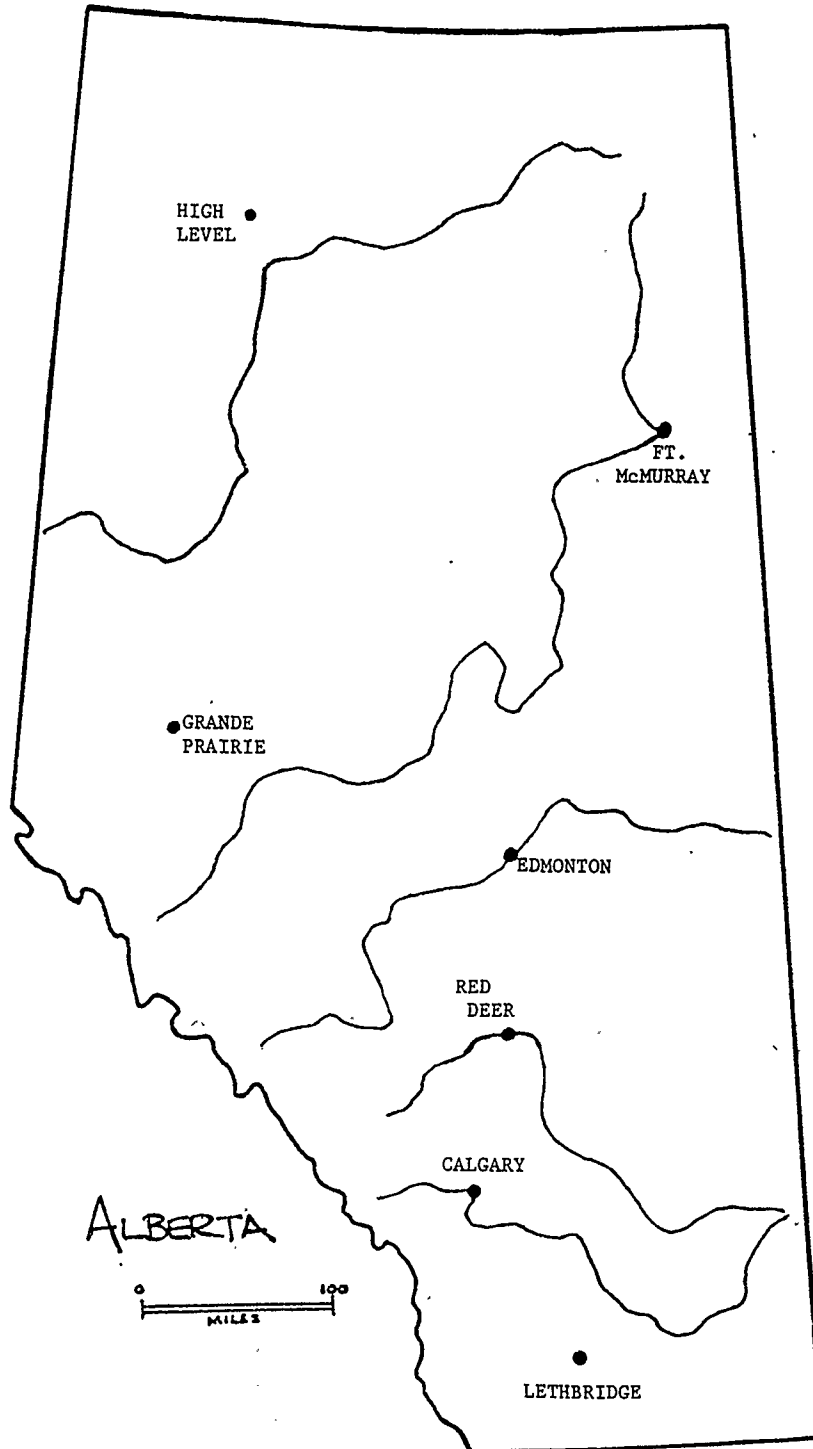 HIGH
LEVEL
FT.
McMURRAY
GRANDE
PRAIRIE
EDMONTON
RED
DEER
CALGARY
ALBERTA
0 100
MILES
LETHBRIDGE